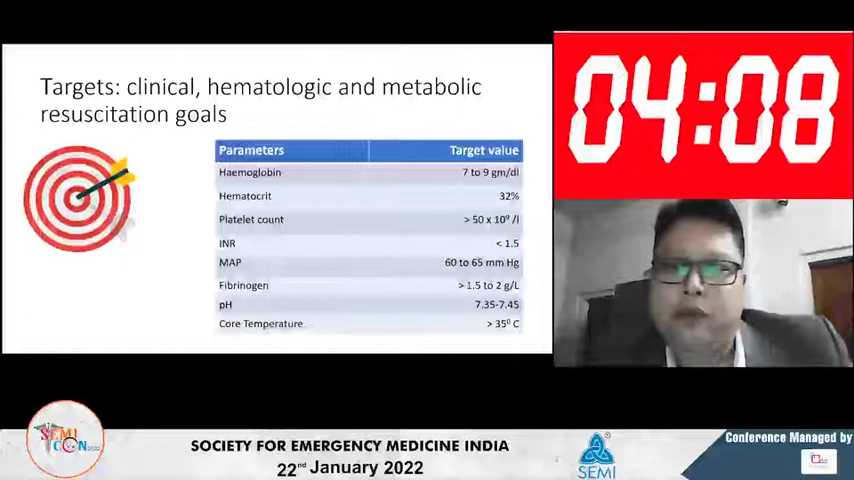 Targets: clinical, hematologic and metabolic
resuscitation goals
Parameters Target value
Haemoglobin 7 to 9 gm/dl
Hematocrit 32%
Platelet count > 50 x 10⁹ /l
INR < 1.5
MAP 60 to 65 mm Hg
Fibrinogen > 1.5 to 2 g/L
pH 7.35-7.45
Core Temperature > 35⁰ C
04:08
SEMI
CON
SOCIETY FOR EMERGENCY MEDICINE INDIA
22nd January 2022
SEMI
Conference Managed by